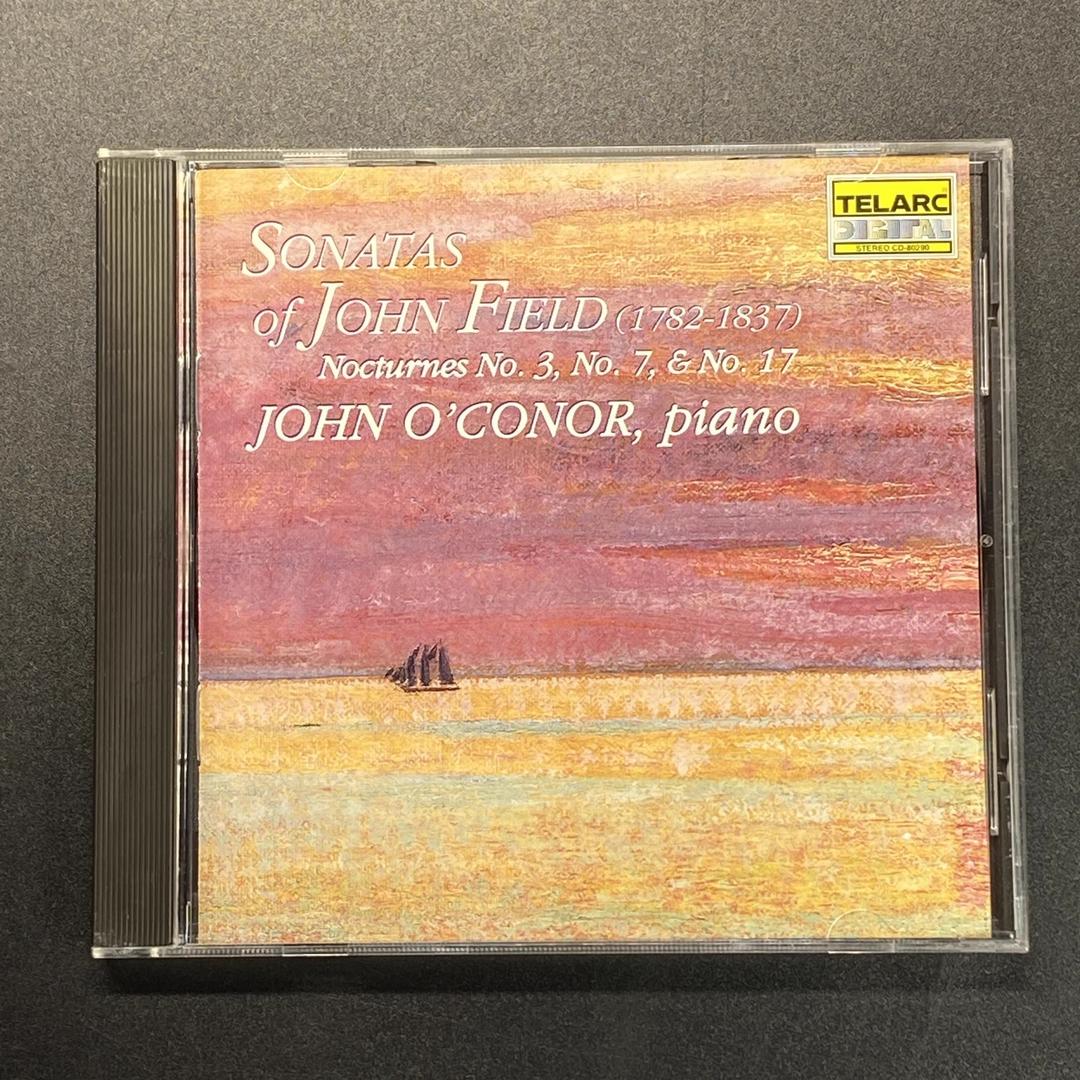 SONATAS
of JOHN FIELD (1782-1837)
Nocturnes No. 3, No. 7, & No. 17
JOHN O'CONOR, piano
TELARC®
DIGITAL
STEREO CD-80290